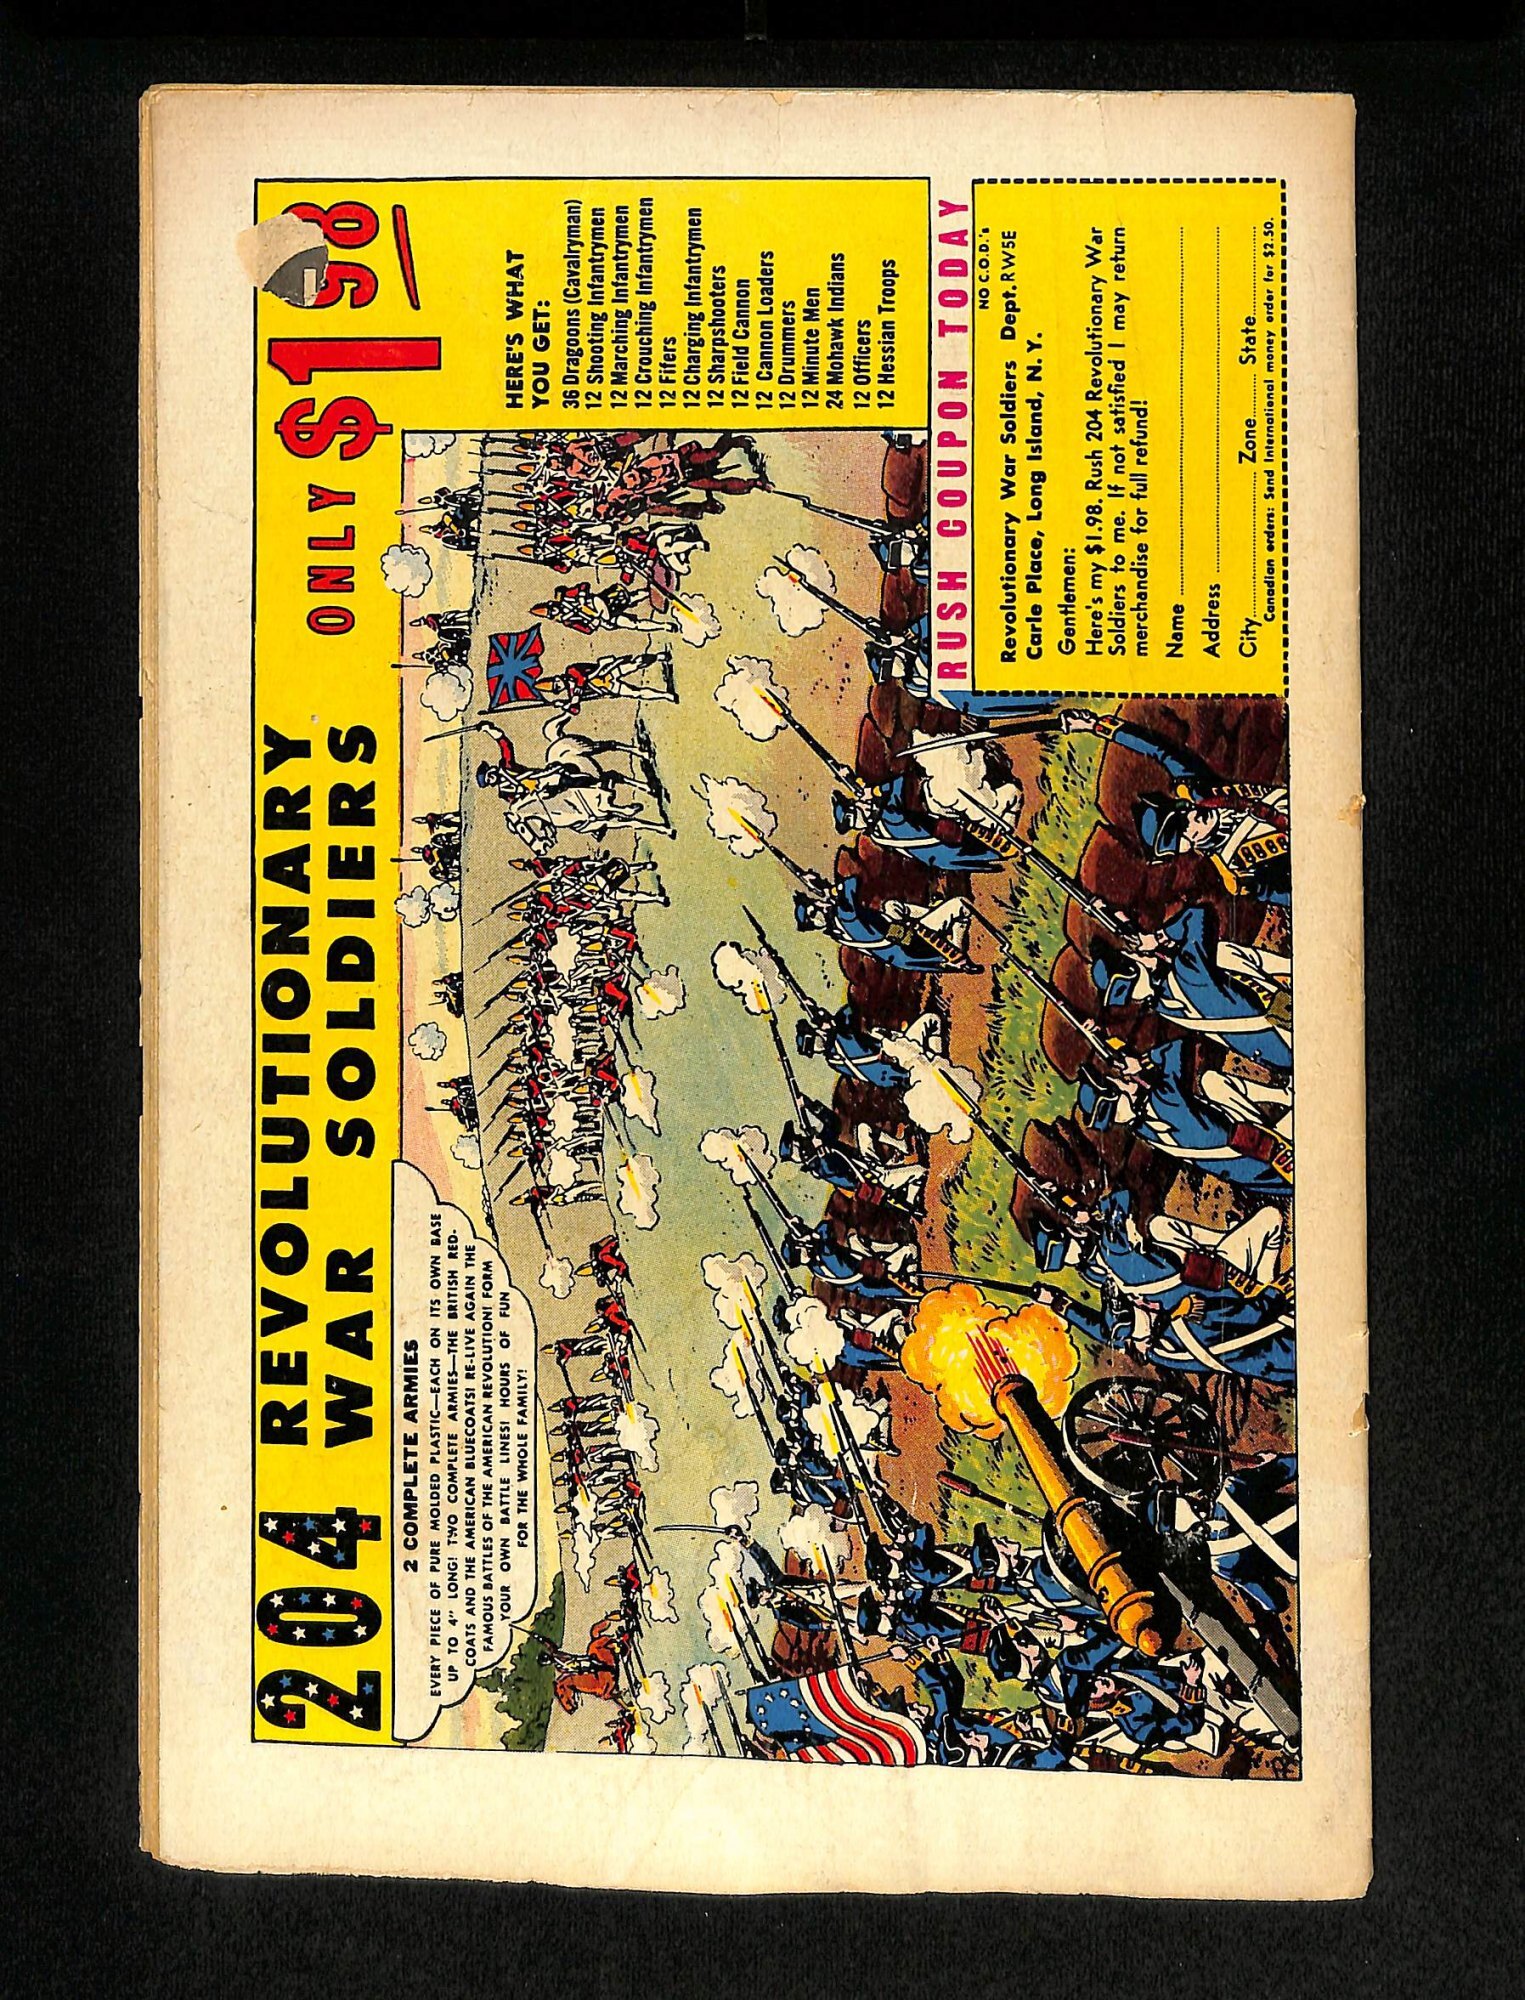 204 REVOLUTIONARY
WAR SOLDIERS ONLY $198
2 COMPLETE ARMIES
EVERY PIECE OF PURE MOLDED PLASTIC—EACH ON ITS OWN BASE
UP TO 4" LONG! TWO COMPLETE ARMIES—THE BRITISH RED-
COATS AND THE AMERICAN BLUECOATS! RE-LIVE AGAIN THE
FAMOUS BATTLES OF THE AMERICAN REVOLUTION! FORM
YOUR OWN BATTLE LINES! HOURS OF FUN
FOR THE WHOLE FAMILY!
HERE'S WHAT
YOU GET:
36 Dragoons (Cavalryman)
12 Shooting Infantrymen
12 Marching Infantrymen
12 Crouching Infantrymen
12 Fifers
12 Charging Infantrymen
12 Sharpshooters
12 Field Cannon
12 Cannon Loaders
12 Drummers
12 Minute Men
24 Mohawk Indians
12 Officers
12 Hessian Troops
RUSH COUPON TODAY
NO C.O.D.'s
Revolutionary War Soldiers Dept. RW5E
Carle Place, Long Island, N. Y.
Gentlemen:
Here's my $1.98. Rush 204 Revolutionary War
Soldiers to me. If not satisfied I may return
merchandise for full refund!
Name
Address
City Zone State
Canadian orders: Send International money order for $2.50.